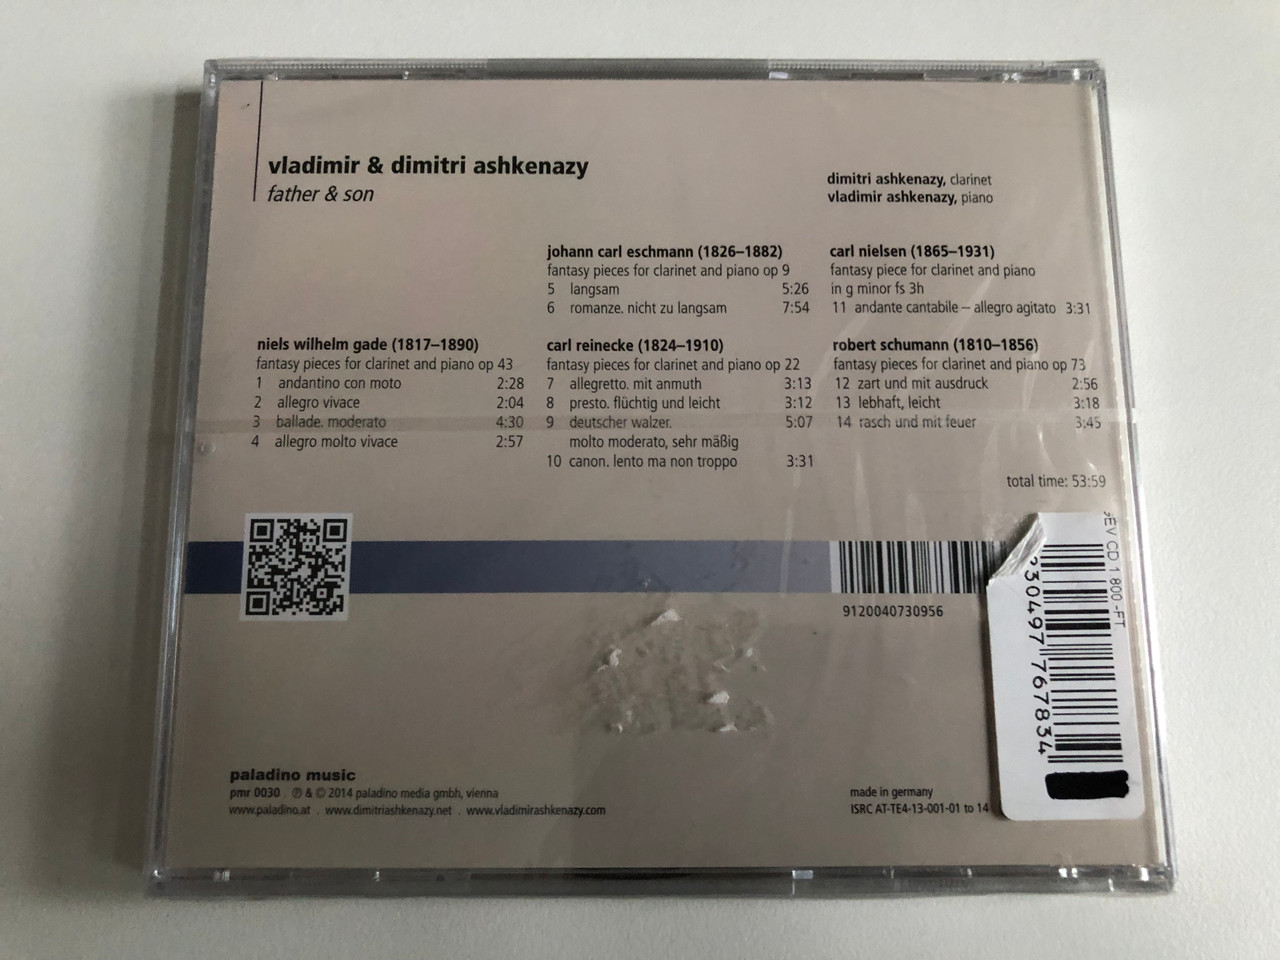 vladimir & dimitri ashkenazy
father & son
dimitri ashkenazy, clarinet
vladimir ashkenazy, piano
niels wilhelm gade (1817–1890)
fantasy pieces for clarinet and piano op 43
1 andantino con moto 2:28
2 allegro vivace 2:04
3 ballade. moderato 4:30
4 allegro molto vivace 2:57
johann carl eschmann (1826–1882)
fantasy pieces for clarinet and piano op 9
5 langsam 5:26
6 romanze. nicht zu langsam 7:54
carl reinecke (1824–1910)
fantasy pieces for clarinet and piano op 22
7 allegretto. mit anmuth 3:13
8 presto. flüchtig und leicht 3:12
9 deutscher walzer. 5:07
molto moderato, sehr mäßig
10 canon. lento ma non troppo 3:31
carl nielsen (1865–1931)
fantasy piece for clarinet and piano
in g minor fs 3h
11 andante cantabile – allegro agitato 3:31
robert schumann (1810–1856)
fantasy pieces for clarinet and piano op 73
12 zart und mit ausdruck 2:56
13 lebhaft, leicht 3:18
14 rasch und mit feuer 3:45
total time: 53:59
9120040730956
CD 1 800 -FT
30497 767834
paladino music
pmr 0030 . ℗ & © 2014 paladino media gmbh, vienna
www.paladino.at . www.dimitriashkenazy.net . www.vladimirashkenazy.com
made in germany
ISRC AT-TE4-13-001-01 to 14